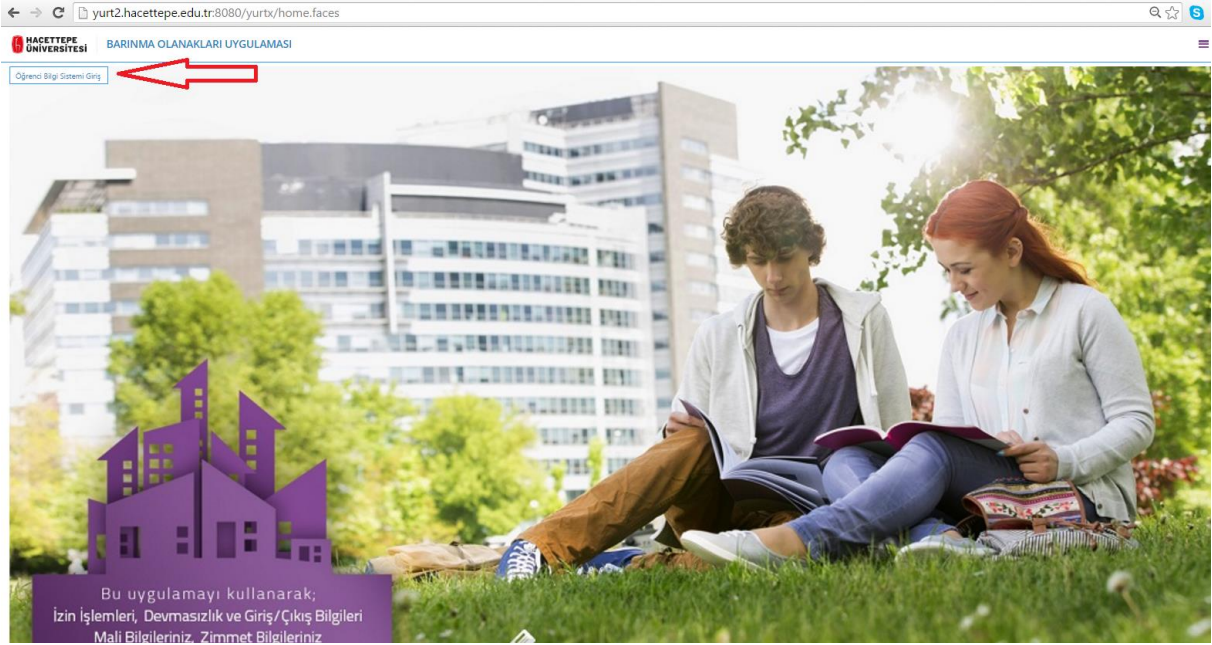 yurt2.hacettepe.edu.tr:8080/yurtx/home.faces
S
HACETTEPE
ÜNİVERSİTESİ
BARINMA OLANAKLARI UYGULAMASI
Öğrenci Bilgi Sistemi Giriş
Bu uygulamayı kullanarak;
İzin İşlemleri, Devmasızlık ve Giriş/Çıkış Bilgileri
Mali Bilgileriniz, Zimmet Bilgileriniz